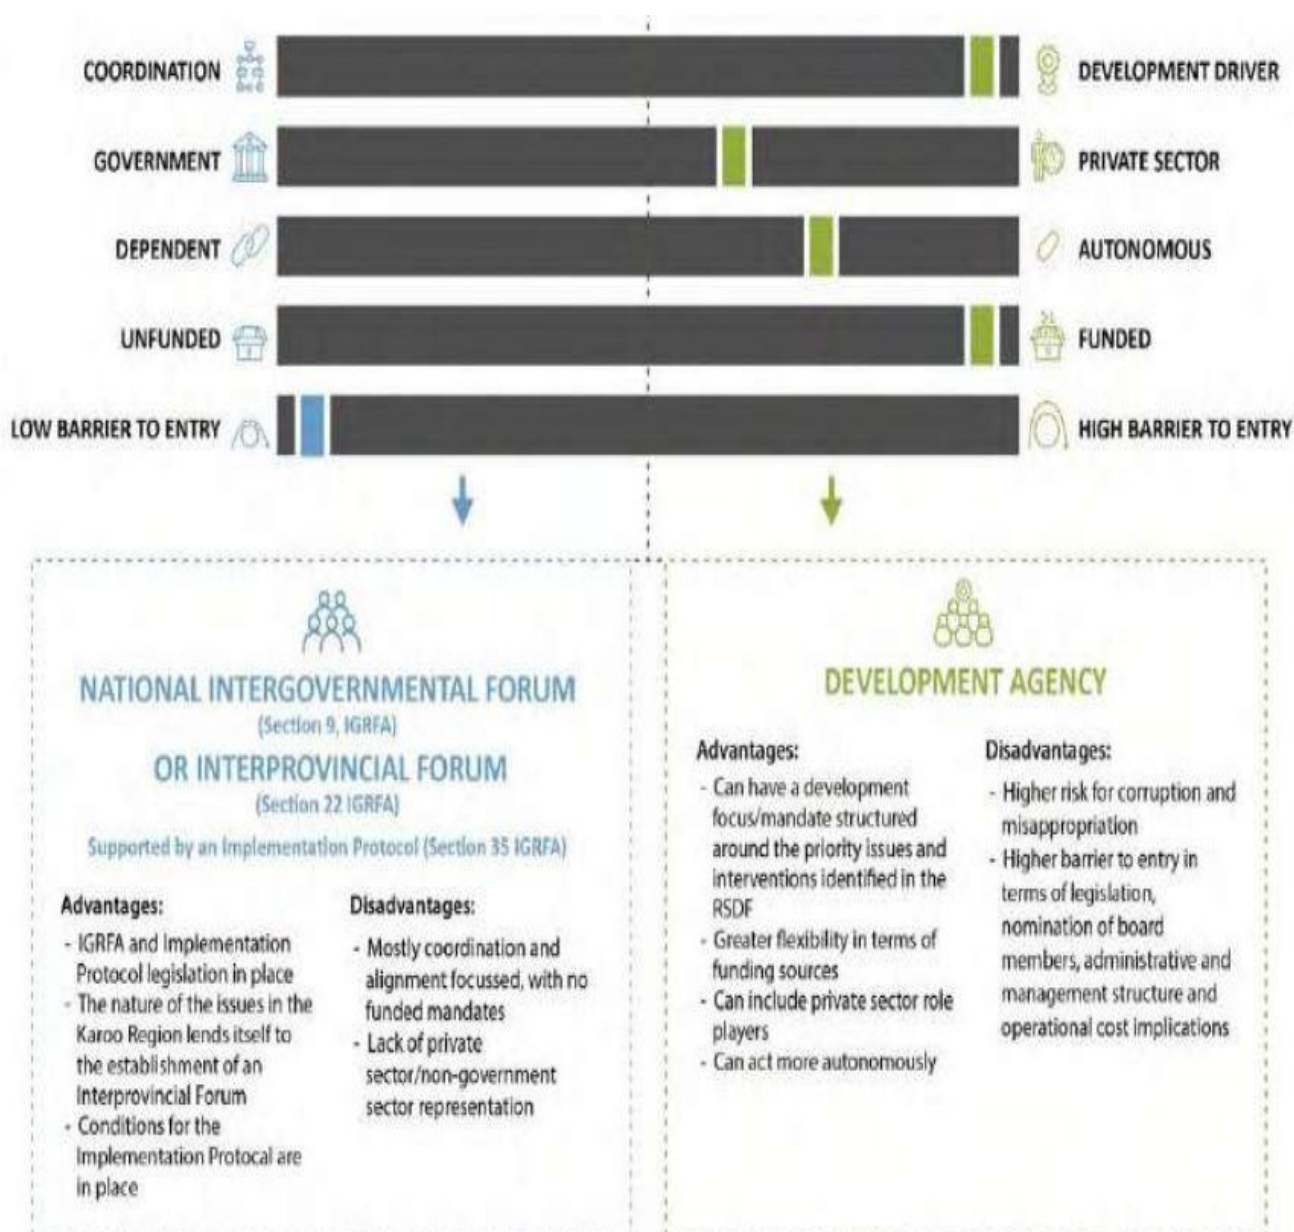 COORDINATION
DEVELOPMENT DRIVER
GOVERNMENT
PRIVATE SECTOR
DEPENDENT
AUTONOMOUS
UNFUNDED
FUNDED
LOW BARRIER TO ENTRY
HIGH BARRIER TO ENTRY
NATIONAL INTERGOVERNMENTAL FORUM
(Section 9, IGRFA)
OR INTERPROVINCIAL FORUM
(Section 22 IGRFA)
Supported by an Implementation Protocol (Section 35 IGRFA)
Advantages:
- IGRFA and Implementation
Protocol legislation in place
- The nature of the issues in the
Karoo Region lends itself to
the establishment of an
Interprovincial Forum
- Conditions for the
Implementation Protocal are
in place
Disadvantages:
- Mostly coordination and
alignment focussed, with no
funded mandates
- Lack of private
sector/non-government
sector representation
DEVELOPMENT AGENCY
Advantages:
- Can have a development
focus/mandate structured
around the priority issues and
interventions identified in the
RSDF
- Greater flexibility in terms of
funding sources
- Can include private sector role
players
- Can act more autonomously
Disadvantages:
- Higher risk for corruption and
misappropriation
- Higher barrier to entry in
terms of legislation,
nomination of board
members, administrative and
management structure and
operational cost implications